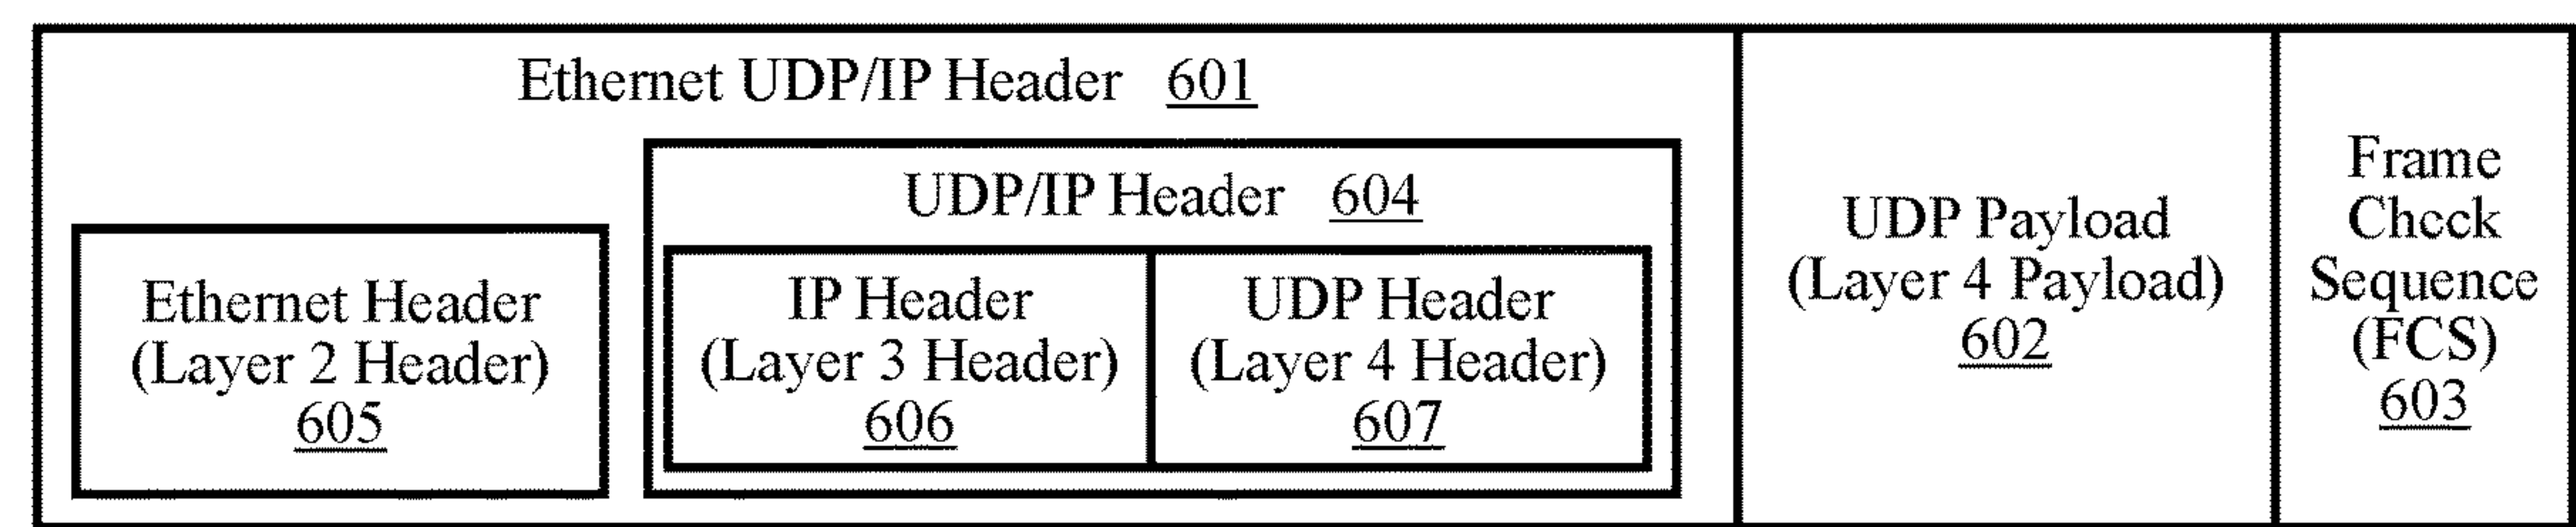 Ethernet UDP/IP Header 601
UDP/IP Header 604
Ethernet Header
(Layer 2 Header)
605
IP Header
(Layer 3 Header)
606
UDP Header
(Layer 4 Header)
607
UDP Payload
(Layer 4 Payload)
602
Frame
Check
Sequence
(FCS)
603